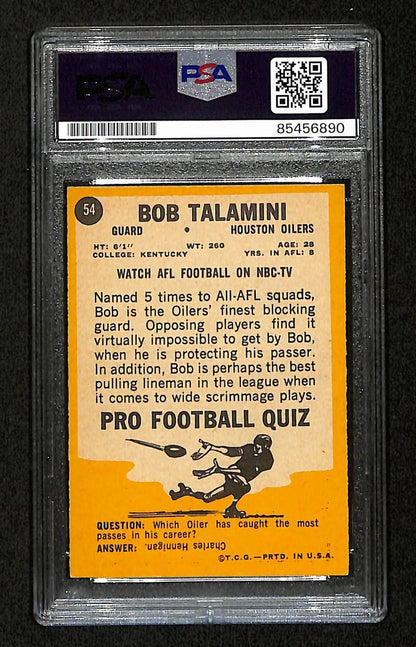 PSA
PSA
85456890
54
BOB TALAMINI
GUARD • HOUSTON OILERS
HT: 6'1" WT: 260 AGE: 28
COLLEGE: KENTUCKY YRS. IN AFL: 8
WATCH AFL FOOTBALL ON NBC-TV
Named 5 times to All-AFL squads,
Bob is the Oilers' finest blocking
guard. Opposing players find it
virtually impossible to get by Bob,
when he is protecting his passer.
In addition, Bob is perhaps the best
pulling lineman in the league when
it comes to wide scrimmage plays.
PRO FOOTBALL QUIZ
QUESTION: Which Oiler has caught the most
passes in his career?
ANSWER: Charles Hennigan.
©T.C.G.—PRTD. IN U.S.A.